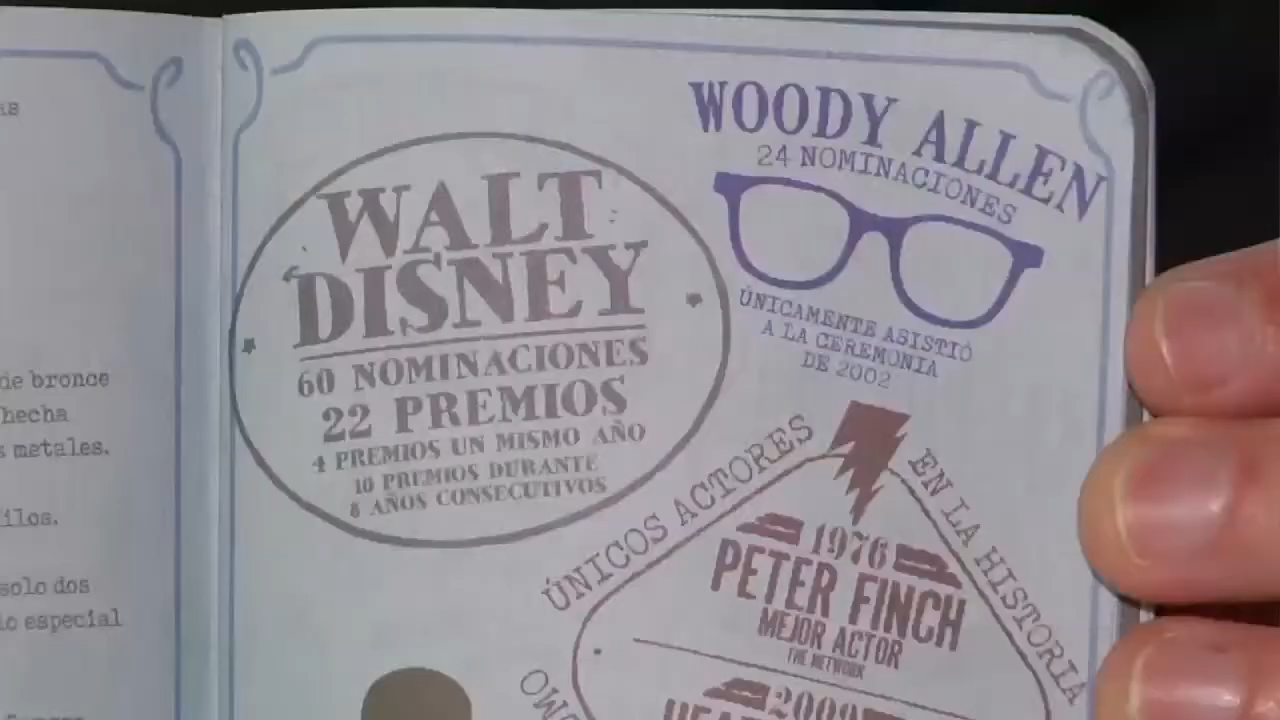 de bronce
hecha
metales.
ilos.
solo dos
especial
WALT
DISNEY
60 NOMINACIONES
22 PREMIOS
4 PREMIOS UN MISMO AÑO
10 PREMIOS DURANTE
8 AÑOS CONSECUTIVOS
WOODY ALLEN
24 NOMINACIONES
ÚNICAMENTE ASISTIÓ
A LA CEREMONIA
DE 2002
ÚNICOS ACTORES
EN LA HISTORIA
1976
PETER FINCH
MEJOR ACTOR
THE NETWORK
2009